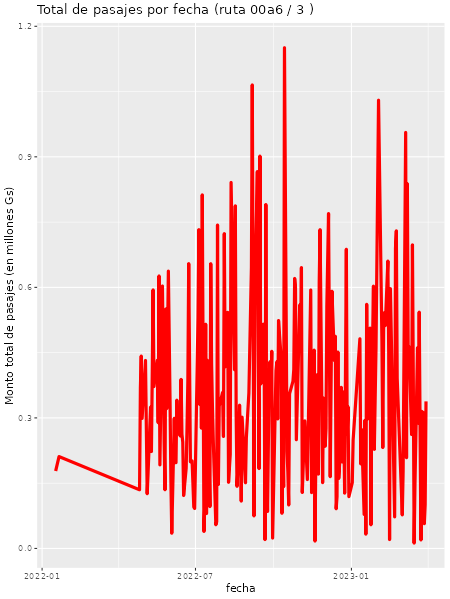 Total de pasajes por fecha (ruta 00a6 / 3 )
Monto total de pasajes (en millones Gs)
1.2
0.9
0.6
0.3
0.0
2022-01 2022-07 2023-01
fecha